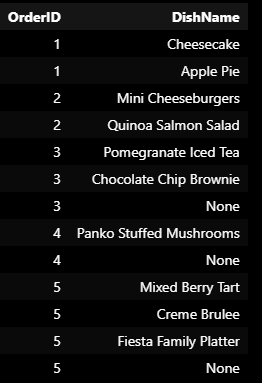 OrderID DishName
1 Cheesecake
1 Apple Pie
2 Mini Cheeseburgers
2 Quinoa Salmon Salad
3 Pomegranate Iced Tea
3 Chocolate Chip Brownie
3 None
4 Panko Stuffed Mushrooms
4 None
5 Mixed Berry Tart
5 Creme Brulee
5 Fiesta Family Platter
5 None